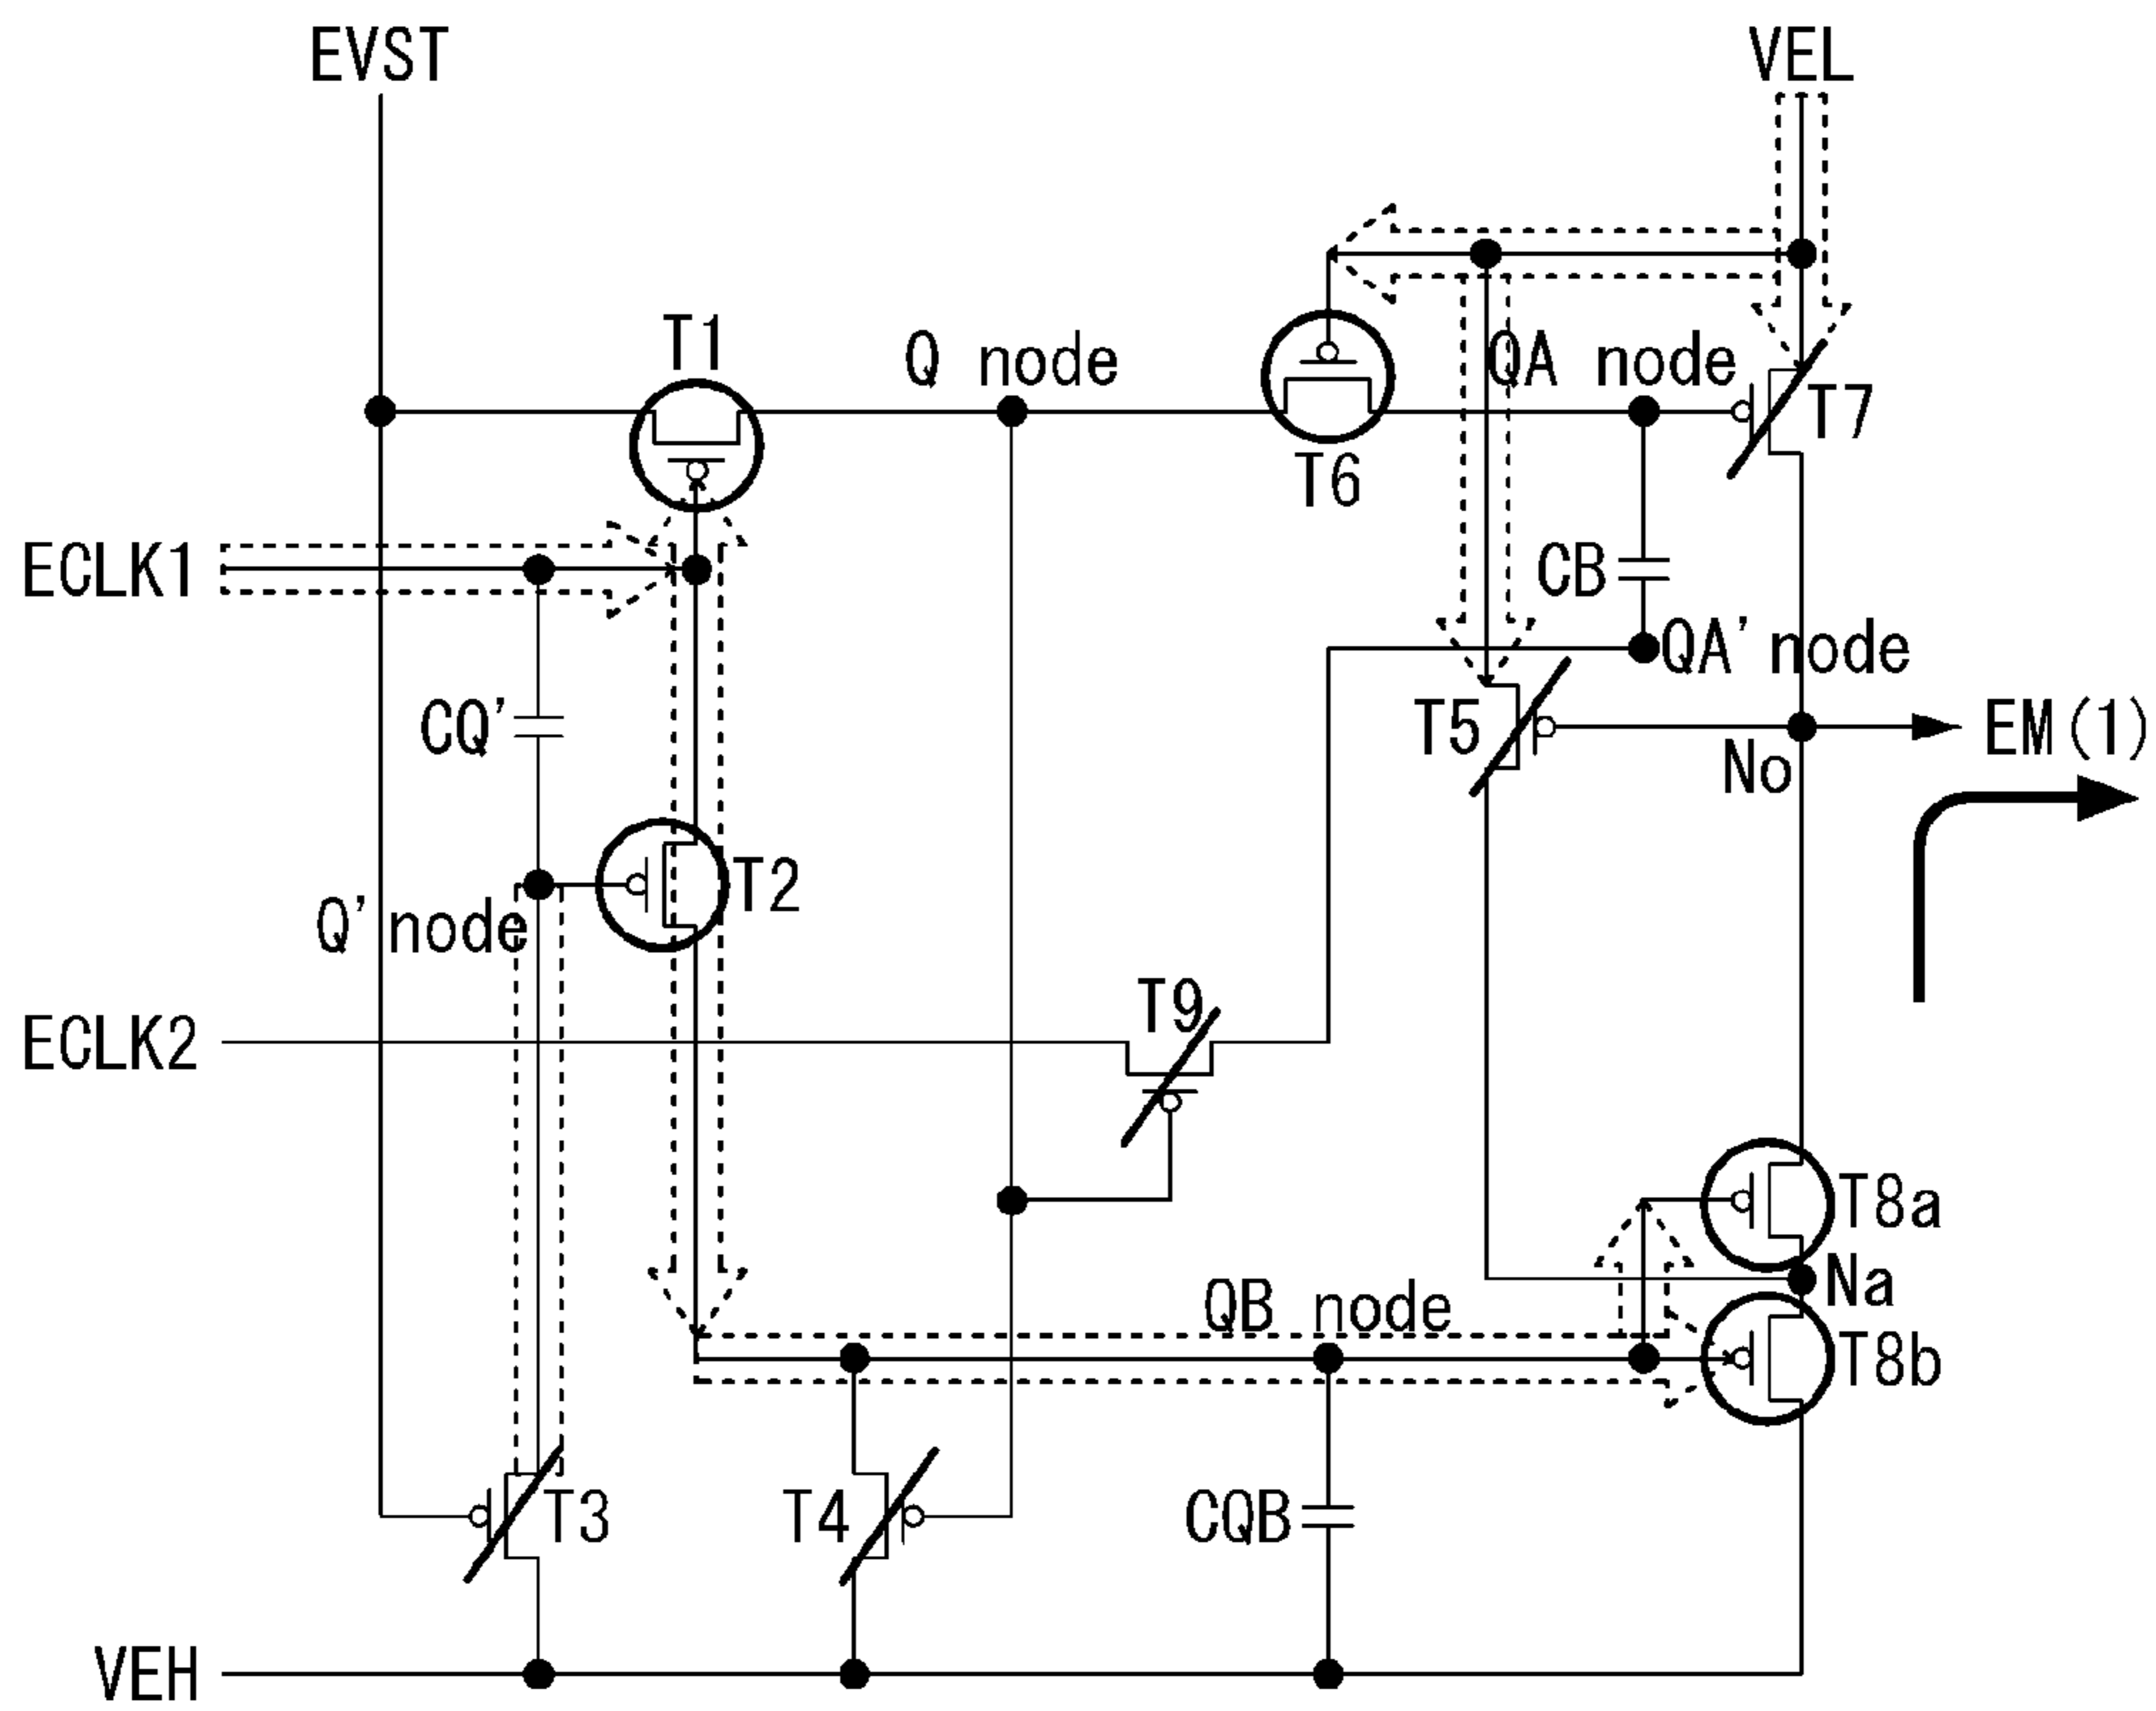 EVST
VEL
T1
Q node
QA node
T7
T6
ECLK1
CB
QA' node
CQ'
T5
EM(1)
No
T2
Q' node
T9
ECLK2
T8a
Na
QB node
T8b
T3
T4
CQB
VEH